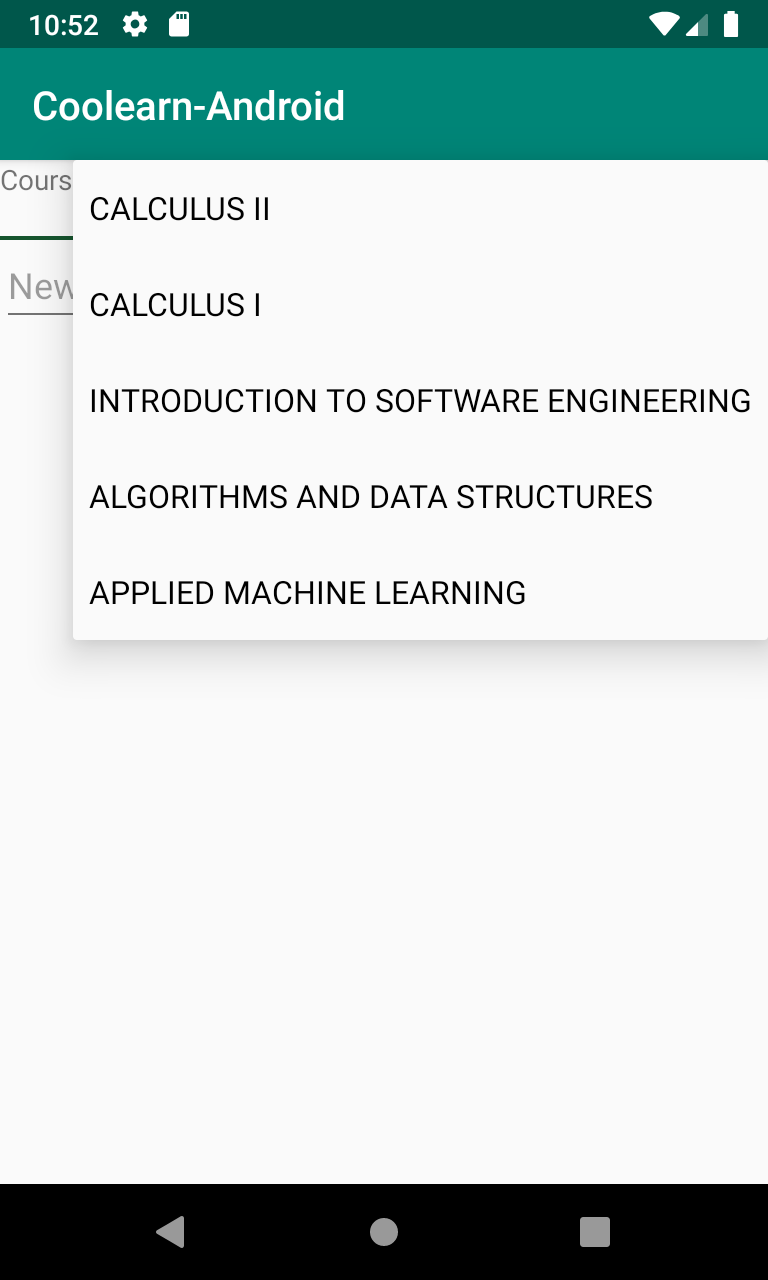 10:52
Coolearn-Android
Cours
CALCULUS II
New
CALCULUS I
INTRODUCTION TO SOFTWARE ENGINEERING
ALGORITHMS AND DATA STRUCTURES
APPLIED MACHINE LEARNING